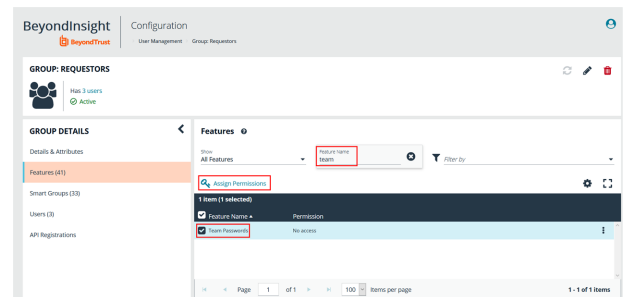 BeyondInsight
BeyondTrust
Configuration
User Management Group: Requestors
GROUP: REQUESTORS
Has 3 users
Active
GROUP DETAILS
Details & Attributes
Features (41)
Smart Groups (33)
Users (3)
API Registrations
Features
Show
All Features
Feature Name
team
Filter by
Assign Permissions
1 item (1 selected)
Feature Name Permission
Team Passwords No access
Page 1 of 1 100 items per page 1 - 1 of 1 items